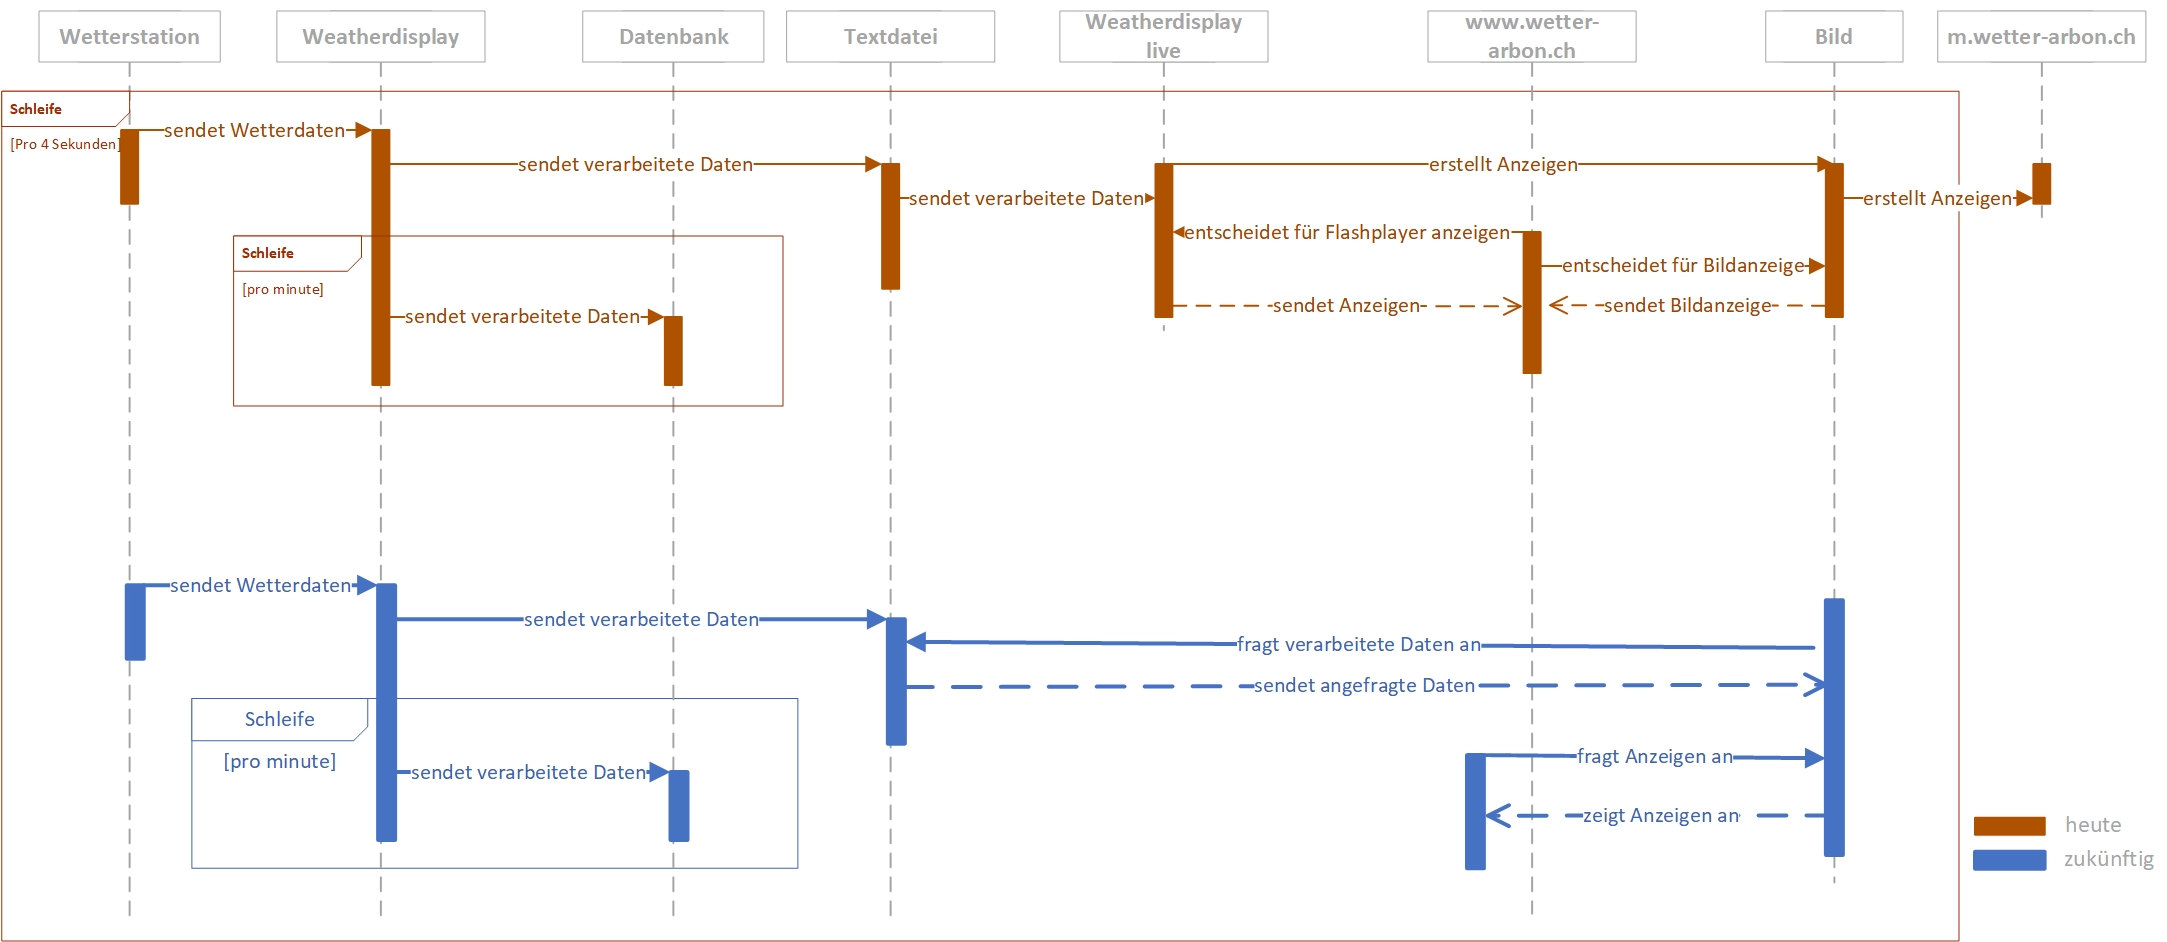 Wetterstation
Weatherdisplay
Datenbank
Textdatei
Weatherdisplay
live
www.wetter-
arbon.ch
Bild
m.wetter-arbon.ch
Schleife
[Pro 4 Sekunden]
sendet Wetterdaten
sendet verarbeitete Daten
erstellt Anzeigen
sendet verarbeitete Daten
erstellt Anzeigen
entscheidet für Flashplayer anzeigen
Schleife
[pro minute]
entscheidet für Bildanzeige
sendet Anzeigen
sendet Bildanzeige
sendet verarbeitete Daten
sendet Wetterdaten
sendet verarbeitete Daten
fragt verarbeitete Daten an
sendet angefragte Daten
Schleife
[pro minute]
fragt Anzeigen an
sendet verarbeitete Daten
zeigt Anzeigen an
heute
zukünftig